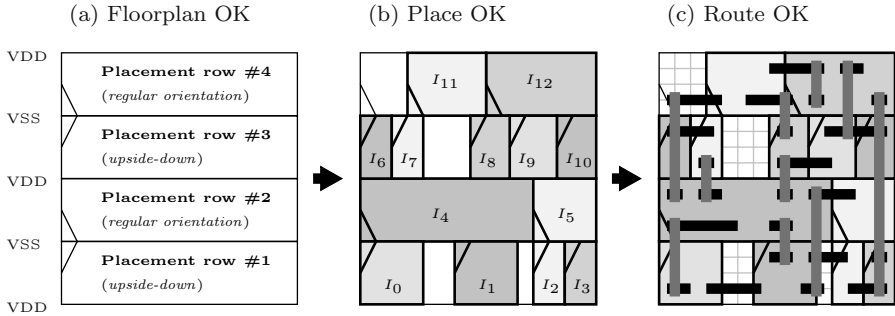 (a) Floorplan OK
(b) Place OK
(c) Route OK
VDD
Placement row #4
(regular orientation)
VSS
Placement row #3
(upside-down)
VDD
Placement row #2
(regular orientation)
VSS
Placement row #1
(upside-down)
VDD
I11 I12
I6 I7 I8 I9 I10
I4 I5
I0 I1 I2 I3